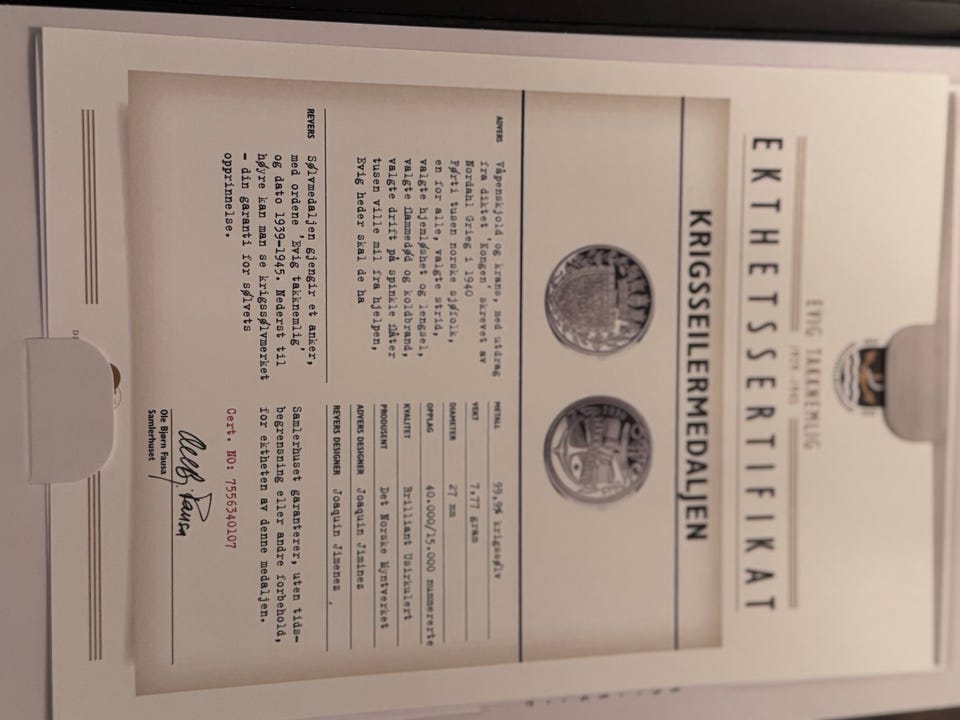 EVIG TAKKNEMLIG
1939-1945
EKTHETSSERTIFIKAT
KRIGSSEILERMEDALJEN
ADVERS Våpenskjold og krans, med utdrag
fra diktet 'Kongen' skrevet av
Nordahl Grieg i 1940
Førti tusen norske sjøfolk,
en for alle, valgte strid,
valgte hjemløshet og lengsel,
valgte flammedød og koldbrand,
valgte drift på spinkle flåter
tusen ville mil fra hjelpen,
Evig heder skal de ha
REVERS Sølvmedaljen gjengir et anker,
med ordene 'Evig takknemlig'
og dato 1939-1945. Nederst til
høyre kan man se krigssølvmerket
- din garanti for sølvets
opprinnelse.
METALL 99,9% krigssølv
VEKT 7,77 gram
DIAMETER 27 mm
OPPLAG 40.000/15.000 nummererte
KVALITET Brilliant Usirkulert
PRODUSENT Det Norske Myntverket
ADVERS DESIGNER Joaquin Jiminez
REVERS DESIGNER Joaquin Jimenez
Samlerhuset garanterer, uten tids-
begrensning eller andre forbehold,
for ektheten av denne medaljen.
Cert. NO: 7556340107
Ole Bjørn Fausa
Samlerhuset